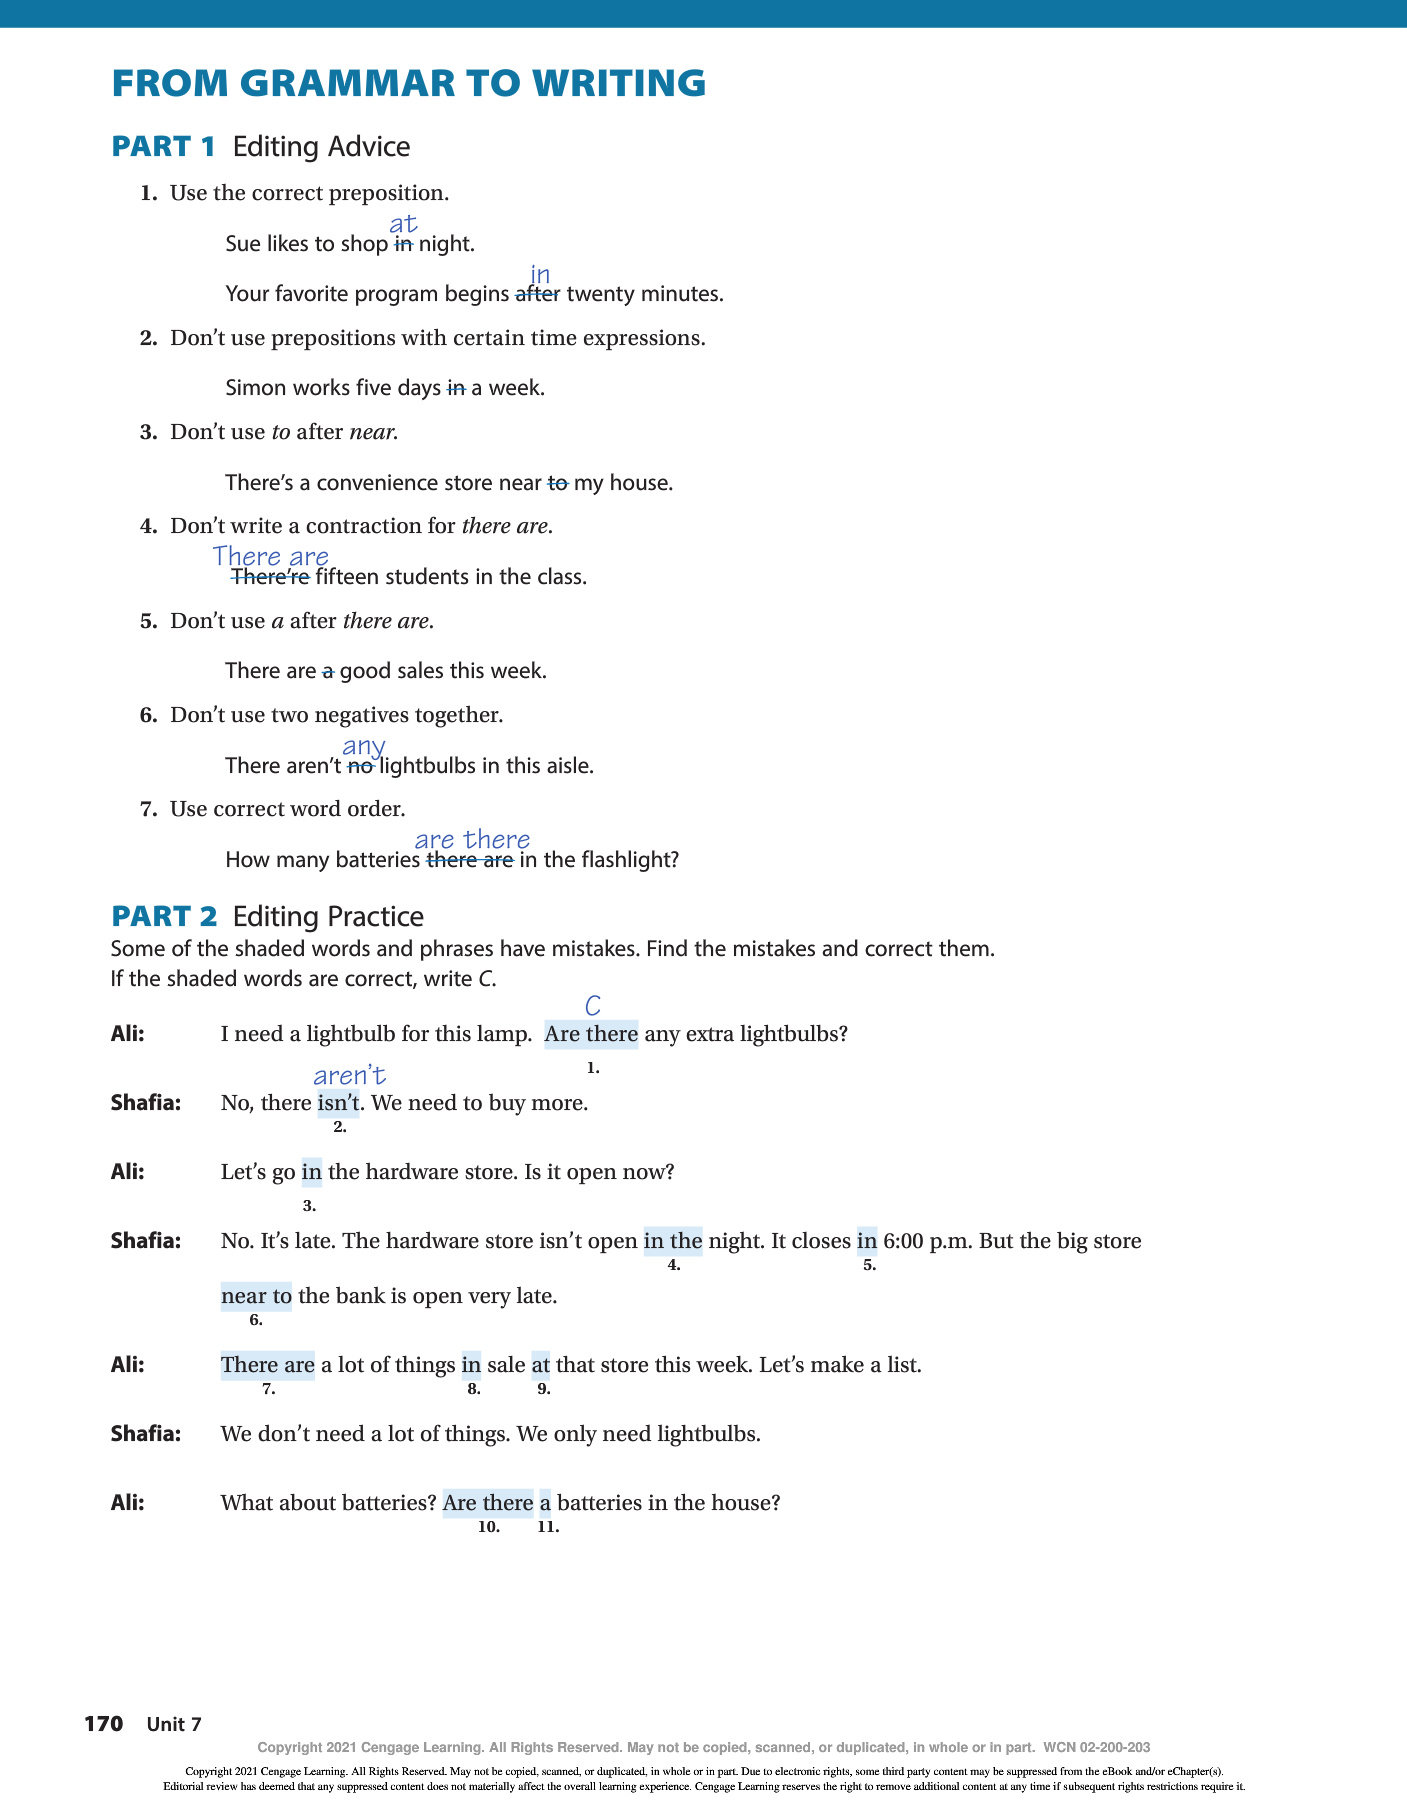 FROM GRAMMAR TO WRITING
PART 1 Editing Advice
1. Use the correct preposition.
at
Sue likes to shop in night.
in
Your favorite program begins after twenty minutes.
2. Don’t use prepositions with certain time expressions.
Simon works five days in a week.
3. Don’t use to after near.
There’s a convenience store near to my house.
4. Don’t write a contraction for there are.
There are
There’re fifteen students in the class.
5. Don’t use a after there are.
There are a good sales this week.
6. Don’t use two negatives together.
any
There aren’t no lightbulbs in this aisle.
7. Use correct word order.
are there
How many batteries there are in the flashlight?
PART 2 Editing Practice
Some of the shaded words and phrases have mistakes. Find the mistakes and correct them.
If the shaded words are correct, write C.
C
Ali: I need a lightbulb for this lamp. Are there any extra lightbulbs?
1.
aren’t
Shafia: No, there isn’t. We need to buy more.
2.
Ali: Let’s go in the hardware store. Is it open now?
3.
Shafia: No. It’s late. The hardware store isn’t open in the night. It closes in 6:00 p.m. But the big store
4. 5.
near to the bank is open very late.
6.
Ali: There are a lot of things in sale at that store this week. Let’s make a list.
7. 8. 9.
Shafia: We don’t need a lot of things. We only need lightbulbs.
Ali: What about batteries? Are there a batteries in the house?
10. 11.
170 Unit 7
Copyright 2021 Cengage Learning. All Rights Reserved. May not be copied, scanned, or duplicated, in whole or in part. WCN 02-200-203
Copyright 2021 Cengage Learning. All Rights Reserved. May not be copied, scanned, or duplicated, in whole or in part. Due to electronic rights, some third party content may be suppressed from the eBook and/or eChapter(s).
Editorial review has deemed that any suppressed content does not materially affect the overall learning experience. Cengage Learning reserves the right to remove additional content at any time if subsequent rights restrictions require it.